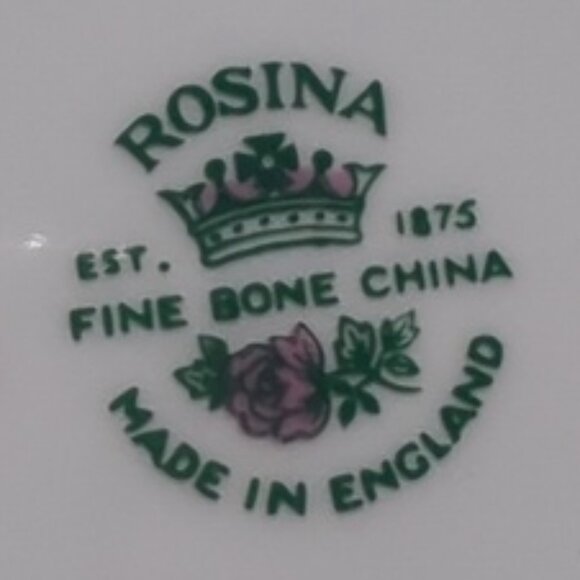 ROSINA
EST. 1875
FINE BONE CHINA
MADE IN ENGLAND